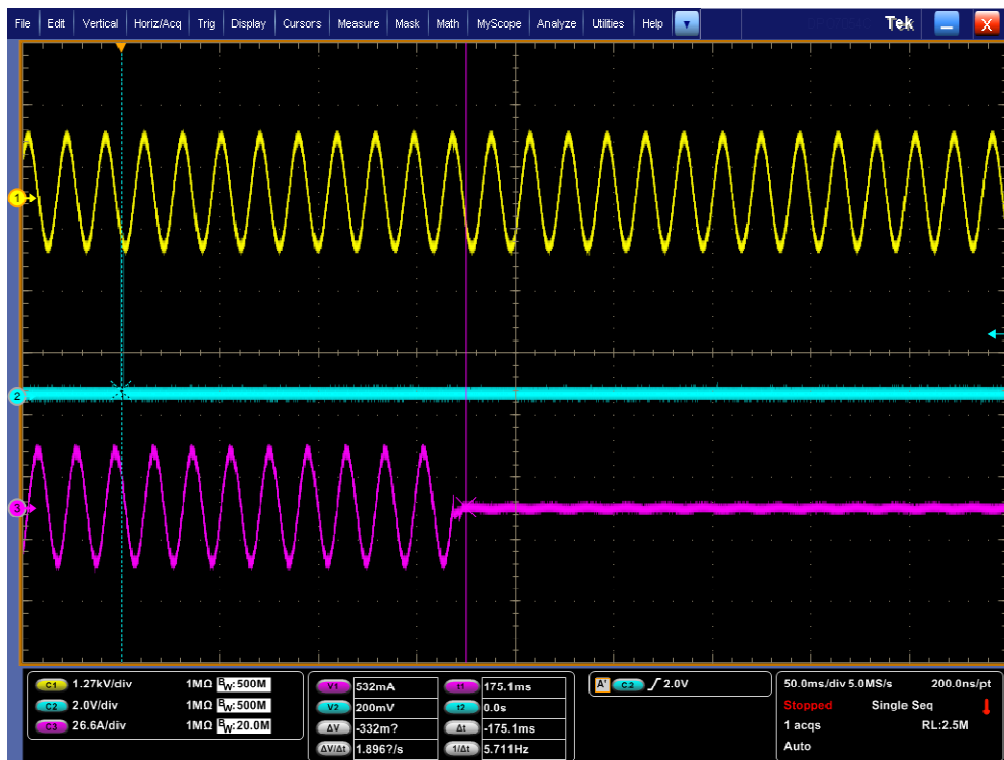 File Edit Vertical Horiz/Acq Trig Display Cursors Measure Mask Math MyScope Analyze Utilities Help Tek X
1
2
3
C1 1.27kV/div 1MΩ BW:500M
C2 2.0V/div 1MΩ BW:500M
C3 26.6A/div 1MΩ BW:20.0M
V1 532mA t1 175.1ms
V2 200mV t2 0.0s
ΔV -332m? Δt -175.1ms
ΔV/Δt 1.896?/s 1/Δt 5.711Hz
A' C2 2.0V
50.0ms/div 5.0MS/s 200.0ns/pt
Stopped Single Seq
1 acqs RL:2.5M
Auto